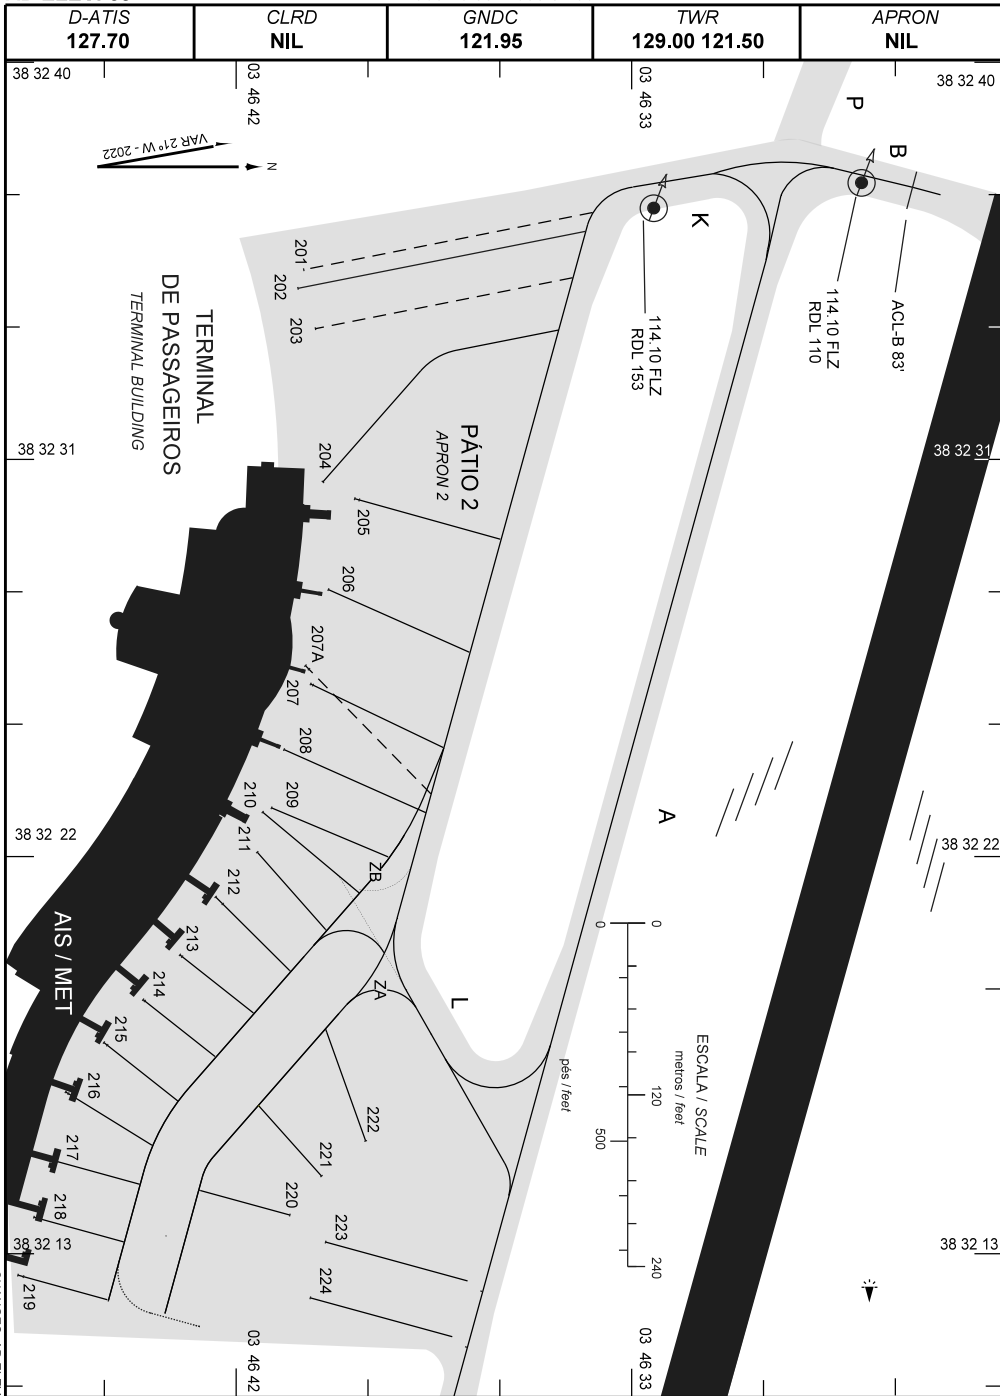 D-ATIS
127.70
CLRD
NIL
GNDC
121.95
TWR
129.00 121.50
APRON
NIL
38 32 40
03 46 42
03 46 33
38 32 40
VAR 21° W - 2022
N
P
B
K
201
202
203
TERMINAL
DE PASSAGEIROS
TERMINAL BUILDING
114.10 FLZ
RDL 153
114.10 FLZ
RDL 110
ACL-B 83'
38 32 31
38 32 31
204
PÁTIO 2
APRON 2
205
206
207A
207
208
209
210
211
212
213
214
215
216
217
218
219
38 32 22
38 32 22
A
ZB
ZA
L
AIS / MET
0
0
120
500
240
pés / feet
metros / feet
ESCALA / SCALE
222
221
220
223
224
38 32 13
38 32 13
03 46 42
03 46 33